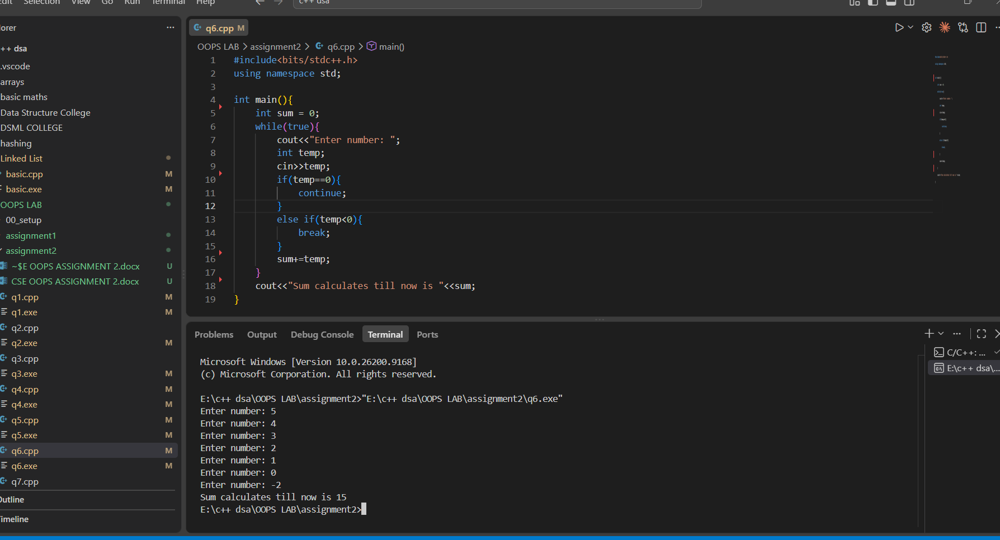 Selection View Go Run Terminal Help
c++ dsa
++ dsa
.vscode
arrays
basic maths
Data Structure College
DSML COLLEGE
hashing
Linked List
basic.cpp M
basic.exe M
OOPS LAB
00_setup
assignment1
assignment2
~$E OOPS ASSIGNMENT 2.docx U
CSE OOPS ASSIGNMENT 2.docx U
q1.cpp M
q1.exe M
q2.cpp
q2.exe M
q3.cpp
q3.exe M
q4.cpp M
q4.exe M
q5.cpp M
q5.exe M
q6.cpp M
q6.exe M
q7.cpp
Outline
Timeline
q6.cpp M
OOPS LAB > assignment2 > q6.cpp > main()
1 #include<bits/stdc++.h>
2 using namespace std;
3
4 int main(){
5 int sum = 0;
6 while(true){
7 cout<<"Enter number: ";
8 int temp;
9 cin>>temp;
10 if(temp==0){
11 continue;
12 }
13 else if(temp<0){
14 break;
15 }
16 sum+=temp;
17 }
18 cout<<"Sum calculates till now is "<<sum;
19 }
Problems Output Debug Console Terminal Ports
Microsoft Windows [Version 10.0.26200.9168]
(c) Microsoft Corporation. All rights reserved.
E:\c++ dsa\OOPS LAB\assignment2>"E:\c++ dsa\OOPS LAB\assignment2\q6.exe"
Enter number: 5
Enter number: 4
Enter number: 3
Enter number: 2
Enter number: 1
Enter number: 0
Enter number: -2
Sum calculates till now is 15
E:\c++ dsa\OOPS LAB\assignment2>
C/C++: ...
E:\c++ dsa\...